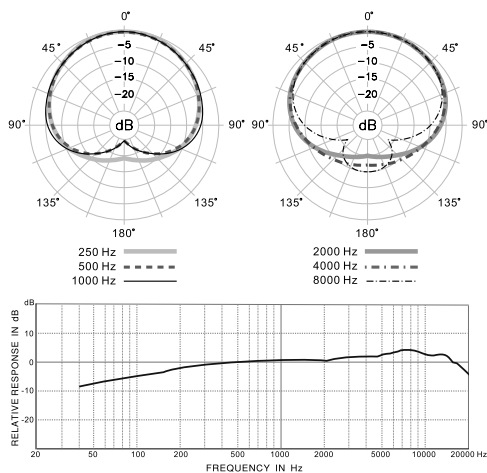 0° 0°
45° 45° 45° 45°
−5 −5
−10 −10
−15 −15
−20 −20
90° dB 90° 90° dB 90°
135° 135° 135° 135°
180° 180°
250 Hz 2000 Hz
500 Hz 4000 Hz
1000 Hz 8000 Hz
dB
10
0
-10
-20
RELATIVE RESPONSE IN dB
20 50 100 200 500 1000 2000 5000 10000 20000 Hz
FREQUENCY IN Hz